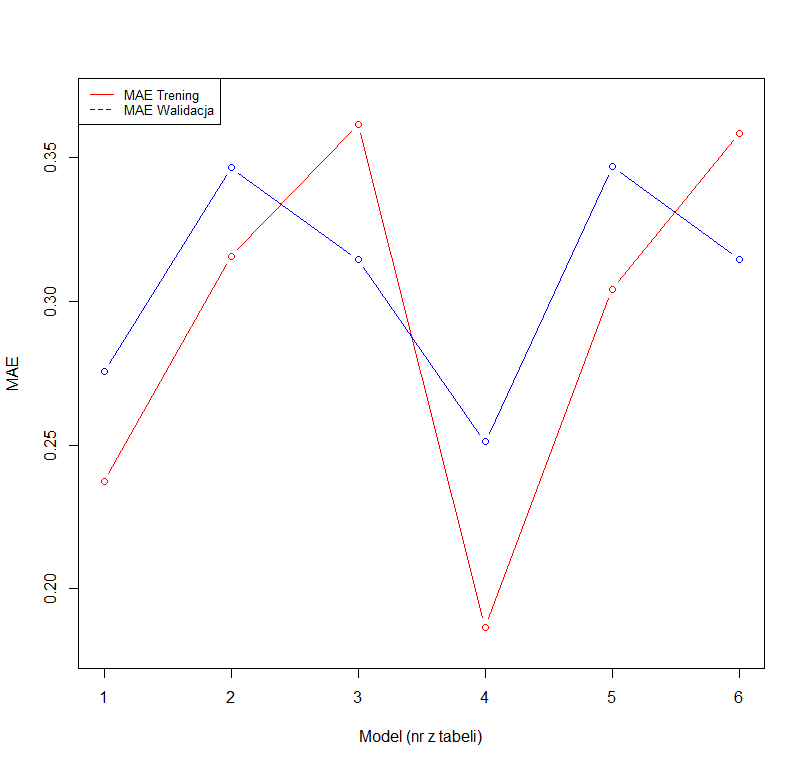 MAE Trening
MAE Walidacja
0.35
0.30
0.25
0.20
MAE
1 2 3 4 5 6
Model (nr z tabeli)